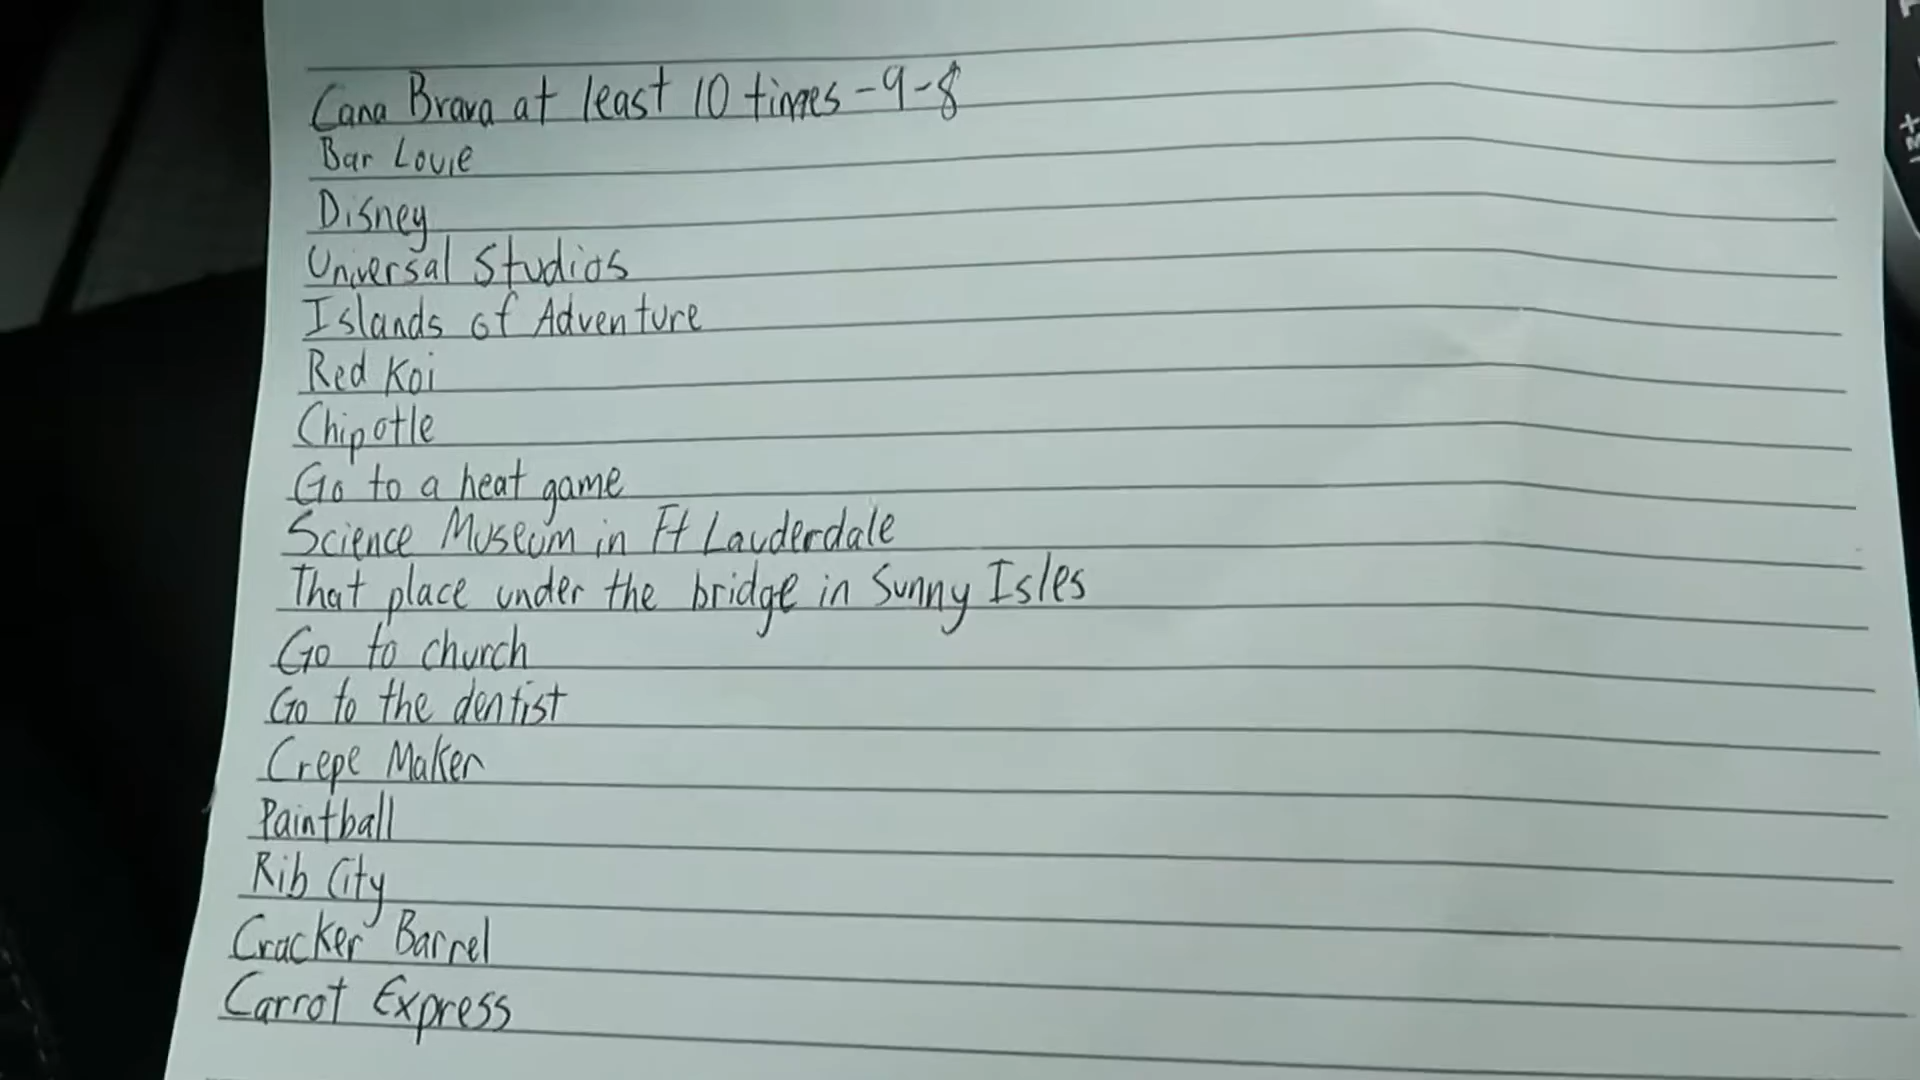 Cana Brava at least 10 times -9-8
Bar Louie
Disney
Universal Studios
Islands of Adventure
Red Koi
Chipotle
Go to a heat game
Science Museum in Ft Lauderdale
That place under the bridge in Sunny Isles
Go to church
Go to the dentist
Crepe Maker
Paintball
Rib City
Cracker Barrel
Carrot Express